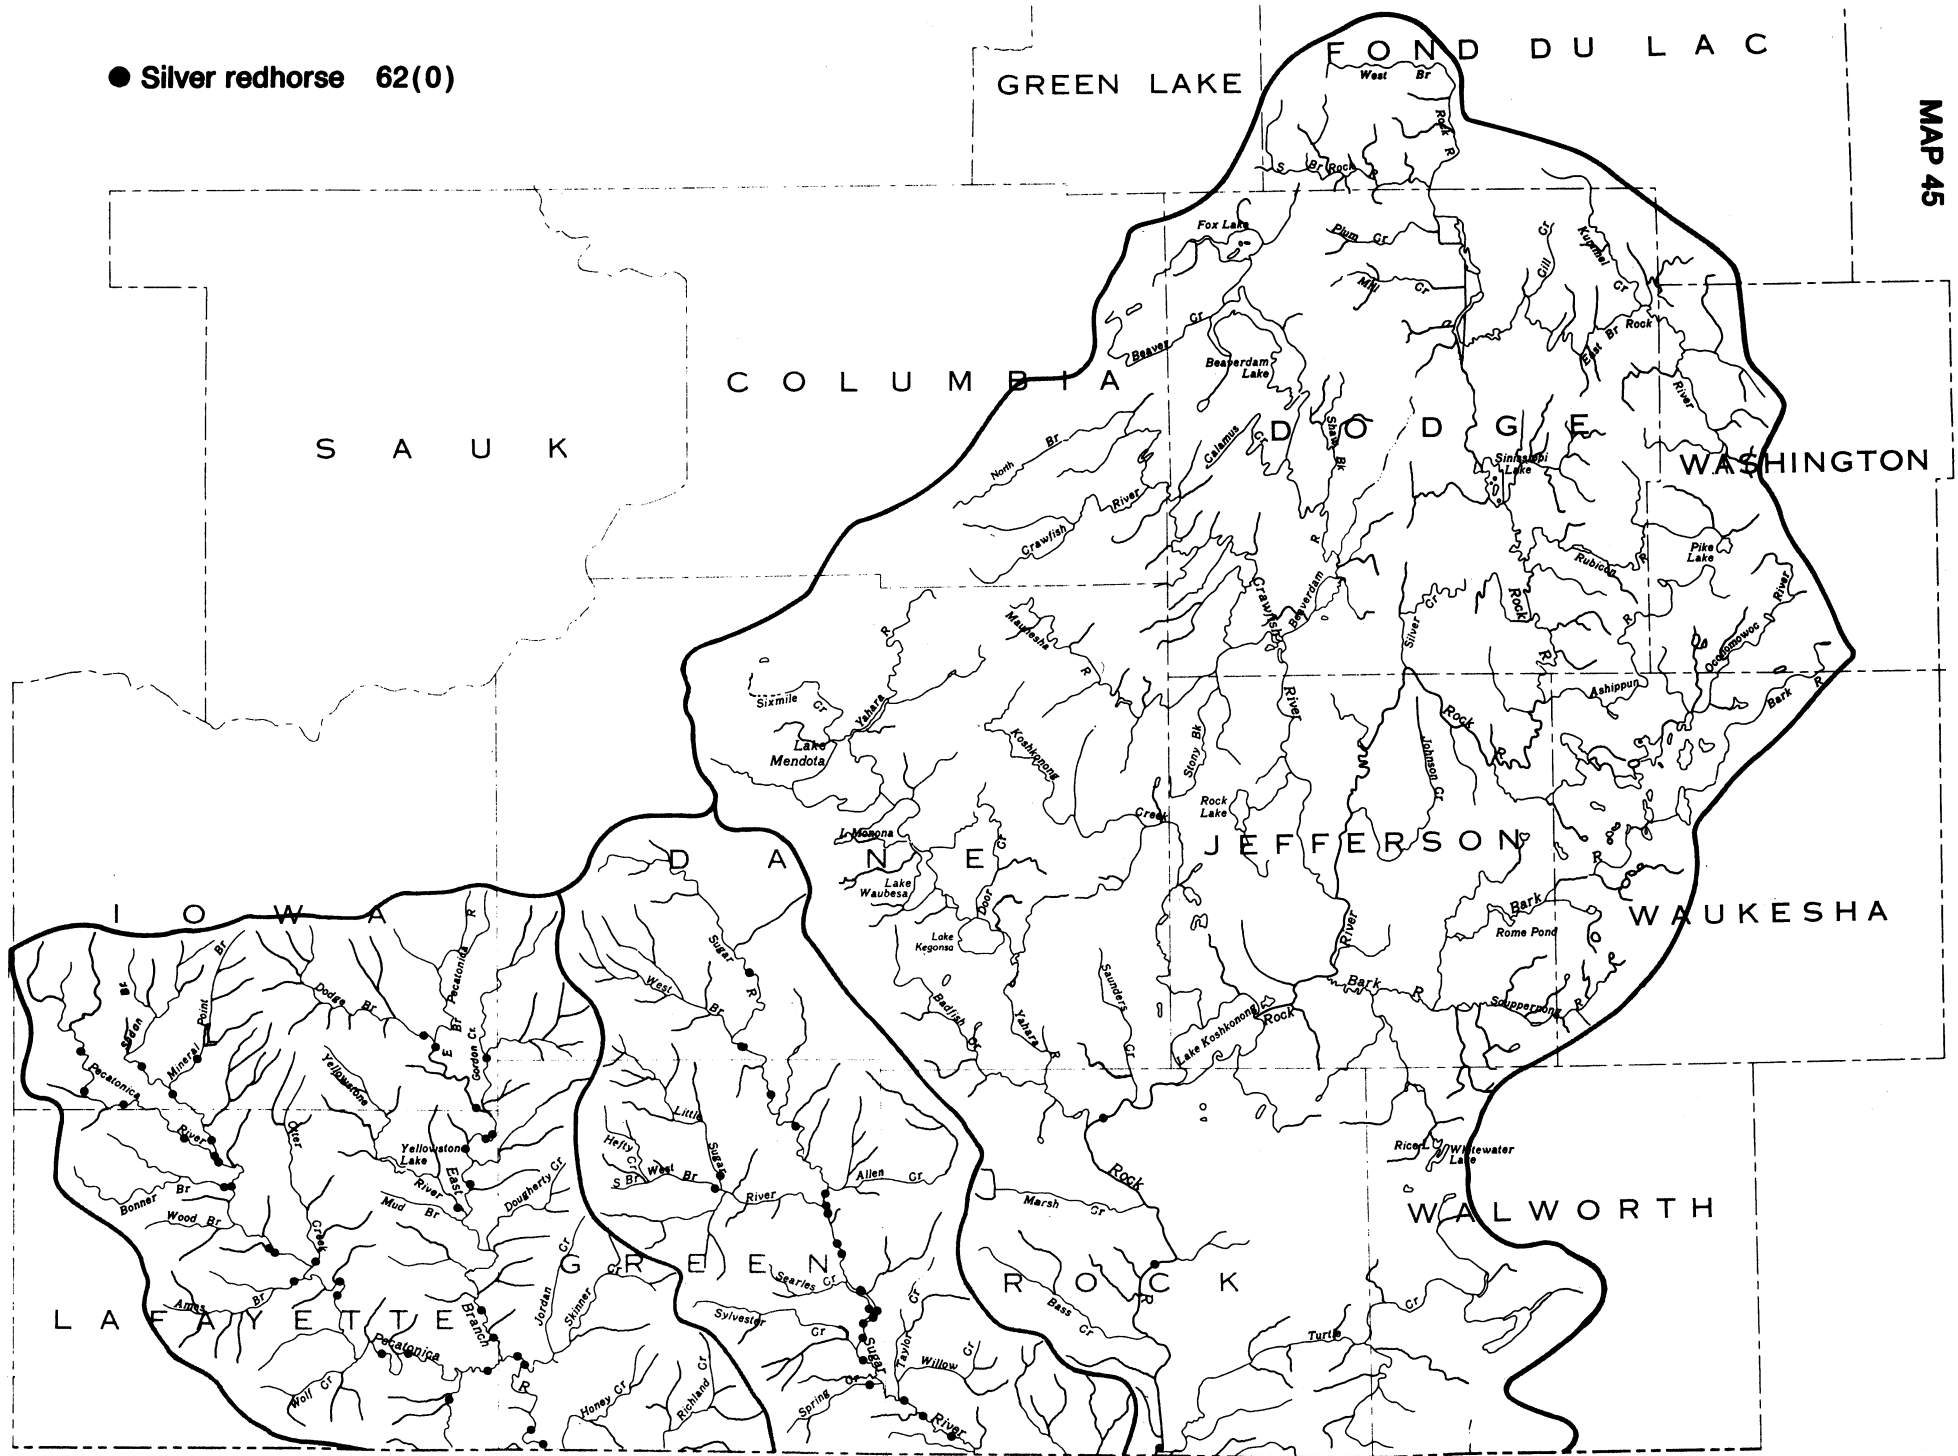 ● Silver redhorse 62(0)
MAP 45
FOND DU LAC
GREEN LAKE
West Br
Rock R
S Br Rock R
Fox Lake
Plum Cr
Mill Cr
Gill Cr
Kummel Cr
East Br Rock River
Beaver Cr
Beaverdam Lake
COLUMBIA
SAUK
DODGE
WASHINGTON
North Br
Calamus Cr
Shaw Bk
Sinissippi Lake
Crawfish River
Rubicon R
Pike Lake
Crawfish River
Beaverdam R
Silver Cr
Rock R
Oconomowoc River
Maunesha R
Yahara R
Sixmile Cr
Lake Mendota
Koshkonong Creek
Stony Bk
Johnson Cr
Rock R
Ashippun R
Bark R
Rock Lake
JEFFERSON
L Monona
DANE
Lake Waubesa
Door Cr
Lake Kegonsa
Bark R
Rome Pond
WAUKESHA
IOWA
Sugar R
West Br
Badfish Cr
Yahara R
Saunders Cr
Lake Koshkonong
Rock River
Bark R
Scuppernong R
Dodge Br
Pecatonica R
E Br
Gordon Cr
Mineral Point Br
Sudan Br
Pecatonica River
Yellowstone River
Yellowstone Lake
Otter Creek
Little Sugar
Hefty Cr
S Br
West Br
River
Allen Cr
Rice L
Whitewater Lake
Bonner Br
Wood Br
Mud Br
East Branch
Dougherty Cr
Marsh Cr
Rock R
WALWORTH
GREEN
ROCK
LAFAYETTE
Ames Br
Jordan Cr
Skinner Cr
Searles Cr
Sylvester Cr
Sugar River
Taylor Cr
Willow Cr
Bass Cr
Turtle Cr
Pecatonica R
Wolf Cr
Honey Cr
Richland Cr
Spring Cr